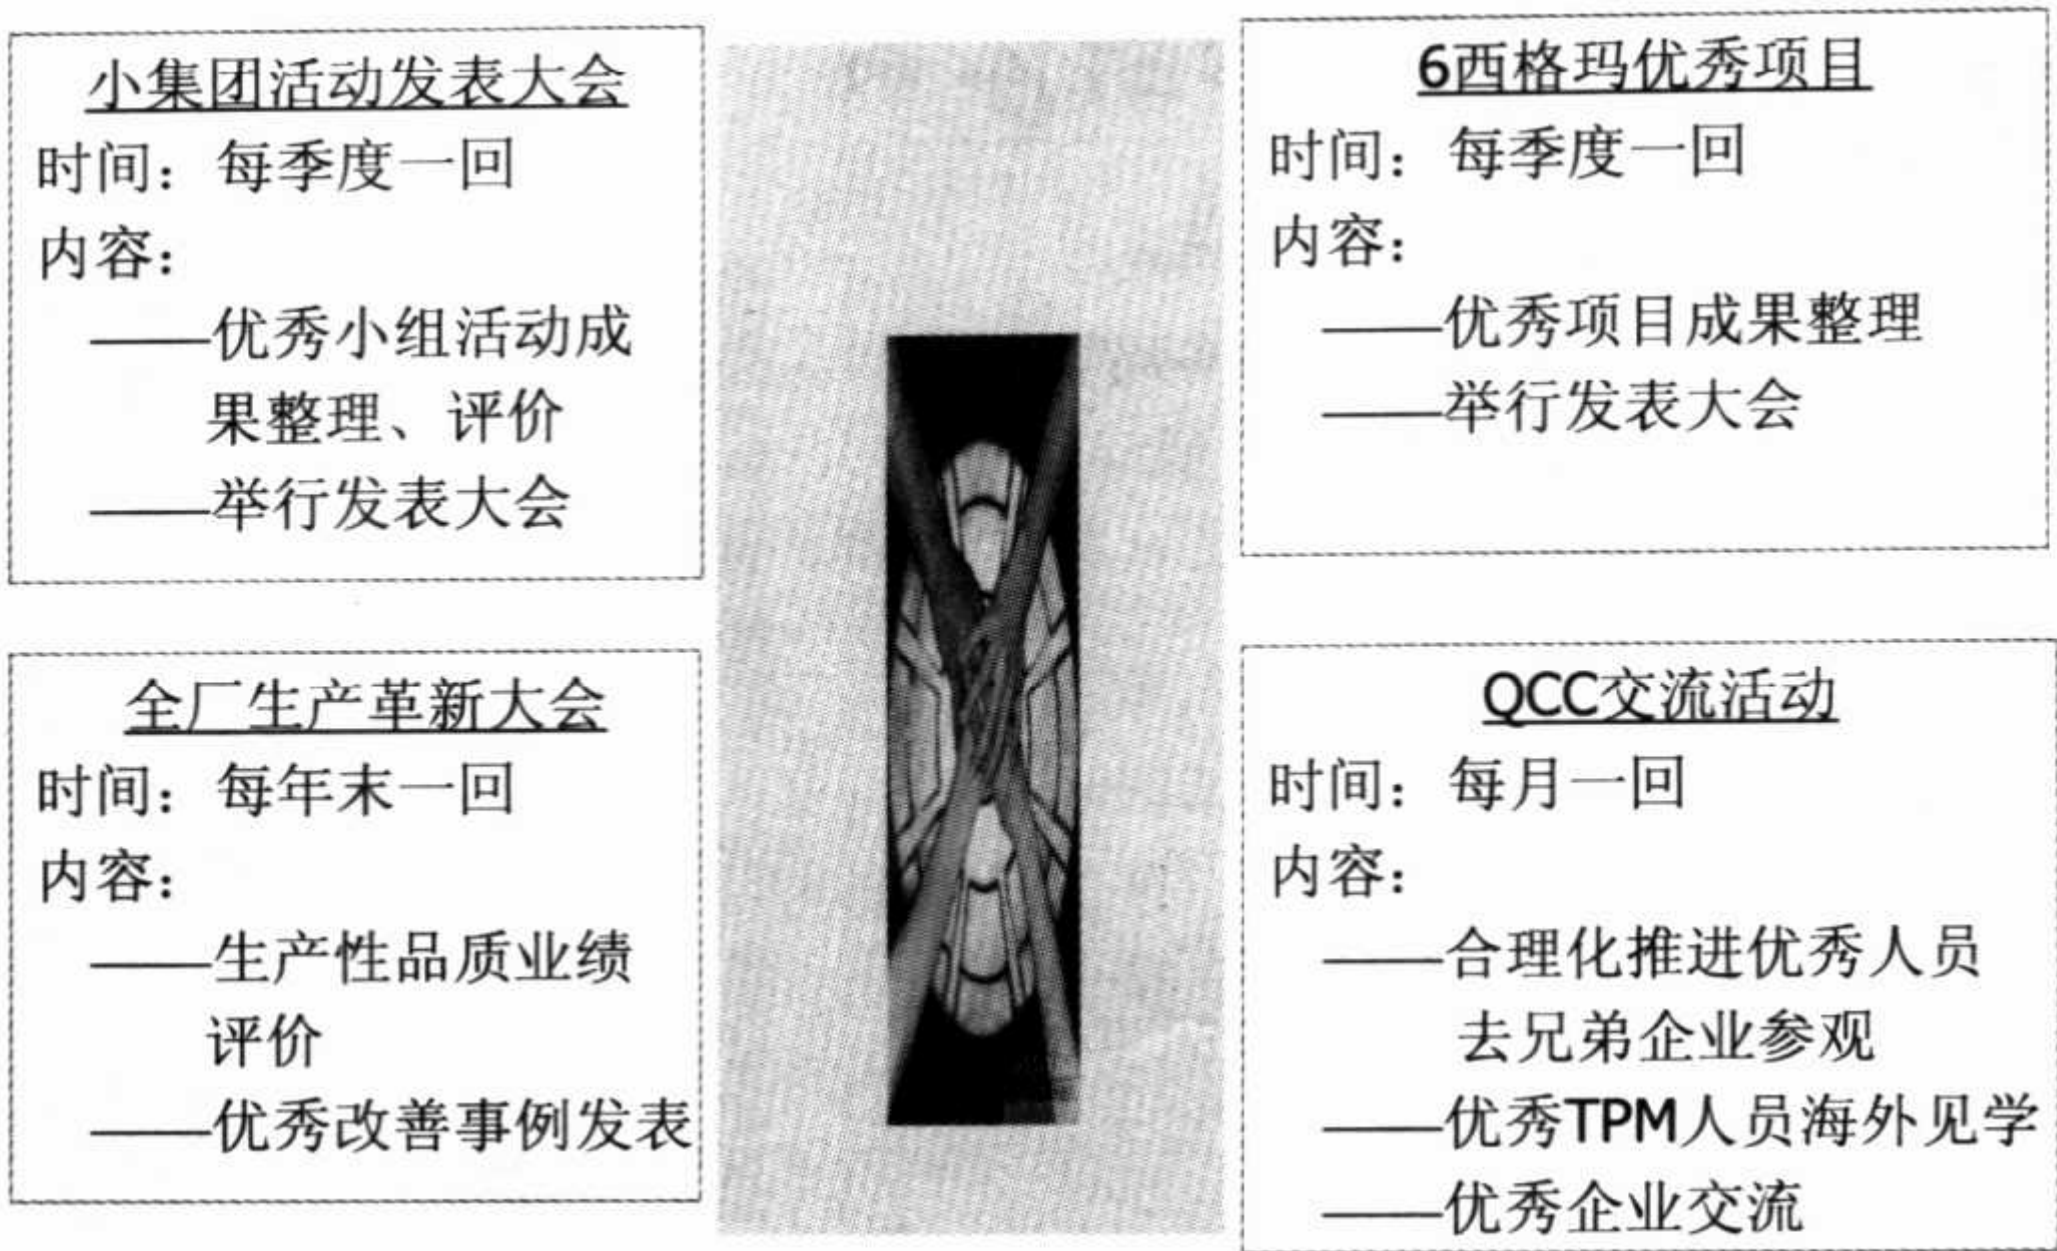 小集团活动发表大会
时间：每季度一回
内容：
——优秀小组活动成
果整理、评价
——举行发表大会
6西格玛优秀项目
时间：每季度一回
内容：
——优秀项目成果整理
——举行发表大会
全厂生产革新大会
时间：每年末一回
内容：
——生产性品质业绩
评价
——优秀改善事例发表
QCC交流活动
时间：每月一回
内容：
——合理化推进优秀人员
去兄弟企业参观
——优秀TPM人员海外见学
——优秀企业交流